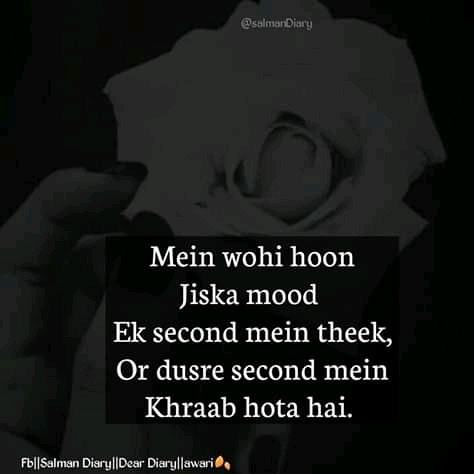 @salmanDiary
Mein wohi hoon
Jiska mood
Ek second mein theek,
Or dusre second mein
Khraab hota hai.
Fb||Salman Diary||Dear Diary||awari🍂